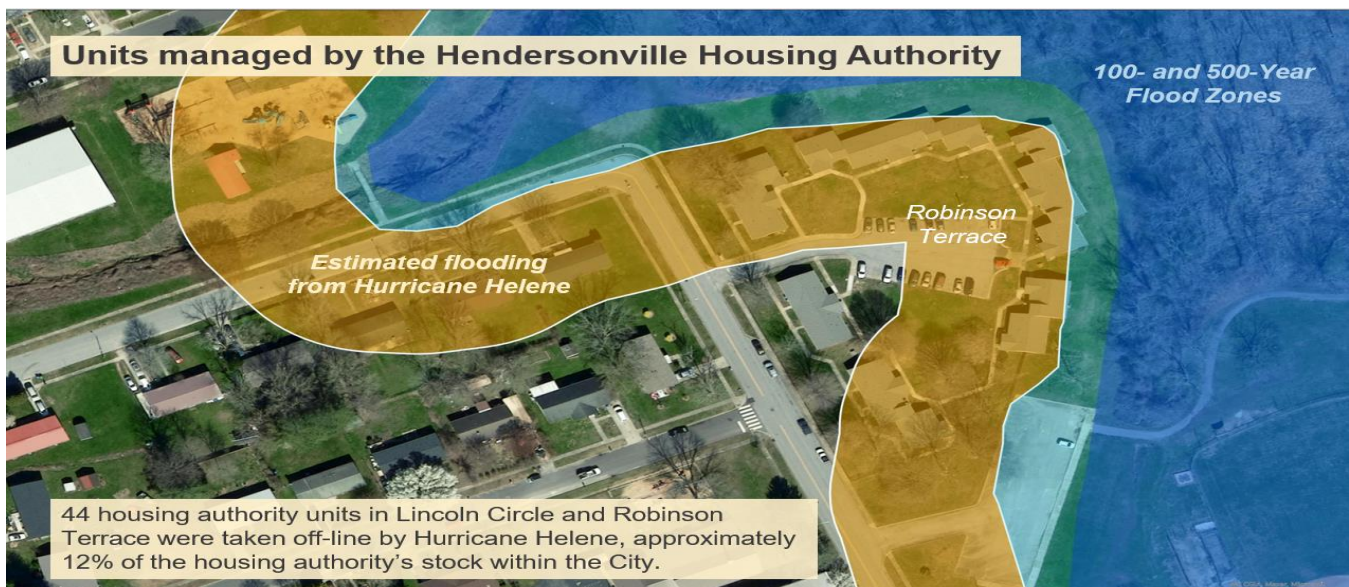 Units managed by the Hendersonville Housing Authority
100- and 500-Year
Flood Zones
Robinson
Terrace
Estimated flooding
from Hurricane Helene
44 housing authority units in Lincoln Circle and Robinson
Terrace were taken off-line by Hurricane Helene, approximately
12% of the housing authority's stock within the City.